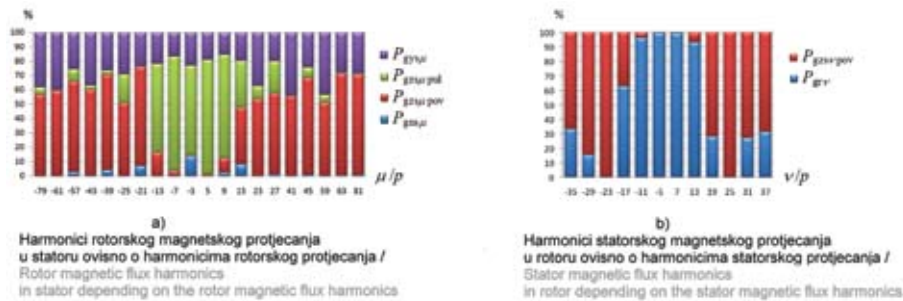 %
100
90
80
70
60
50
40
30
20
10
0
-79 -61 -57 -43 -39 -25 -21 -13 -7 -3 5 9 15 23 27 41 45 59 63 81
μ/p
a)
Harmonici rotorskog magnetskog protjecanja
u statoru ovisno o harmonicima rotorskog protjecanja /
Rotor magnetic flux harmonics
in stator depending on the rotor magnetic flux harmonics
%
100
90
80
70
60
50
40
30
20
10
0
-35 -29 -23 -17 -11 -5 7 13 19 25 31 37
ν/p
b)
Harmonici statorskog magnetskog protjecanja
u rotoru ovisno o harmonicima statorskog protjecanja /
Stator magnetic flux harmonics
in rotor depending on the stator magnetic flux harmonics